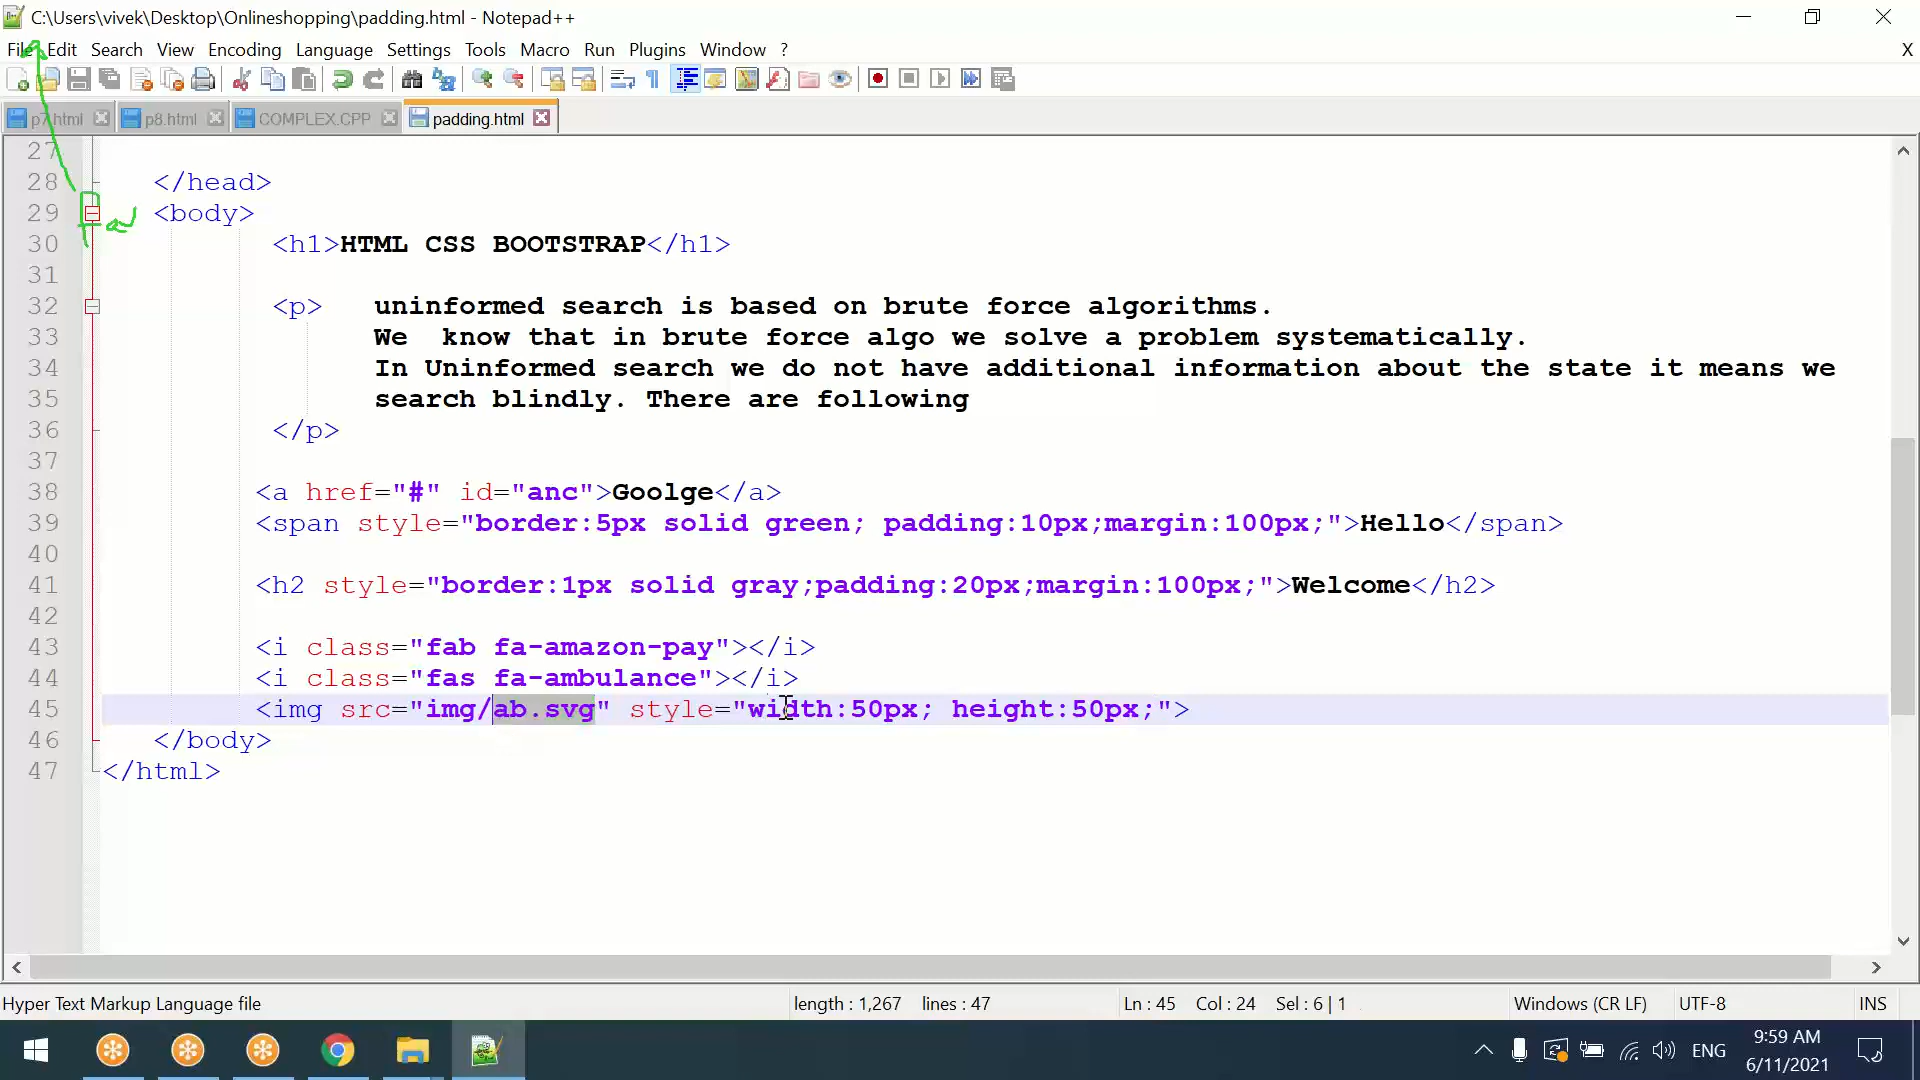 C:\Users\vivek\Desktop\Onlineshopping\padding.html - Notepad++
File Edit Search View Encoding Language Settings Tools Macro Run Plugins Window ? X
p7.html p8.html COMPLEX.CPP padding.html
27
28 </head>
29 <body>
30 <h1>HTML CSS BOOTSTRAP</h1>
31
32 <p> uninformed search is based on brute force algorithms.
33 We know that in brute force algo we solve a problem systematically.
34 In Uninformed search we do not have additional information about the state it means we
35 search blindly. There are following
36 </p>
37
38 <a href="#" id="anc">Goolge</a>
39 <span style="border:5px solid green; padding:10px;margin:100px;">Hello</span>
40
41 <h2 style="border:1px solid gray;padding:20px;margin:100px;">Welcome</h2>
42
43 <i class="fab fa-amazon-pay"></i>
44 <i class="fas fa-ambulance"></i>
45 <img src="img/ab.svg" style="width:50px; height:50px;">
46 </body>
47 </html>
Hyper Text Markup Language file length : 1,267 lines : 47 Ln : 45 Col : 24 Sel : 6 | 1 Windows (CR LF) UTF-8 INS
ENG 9:59 AM
6/11/2021